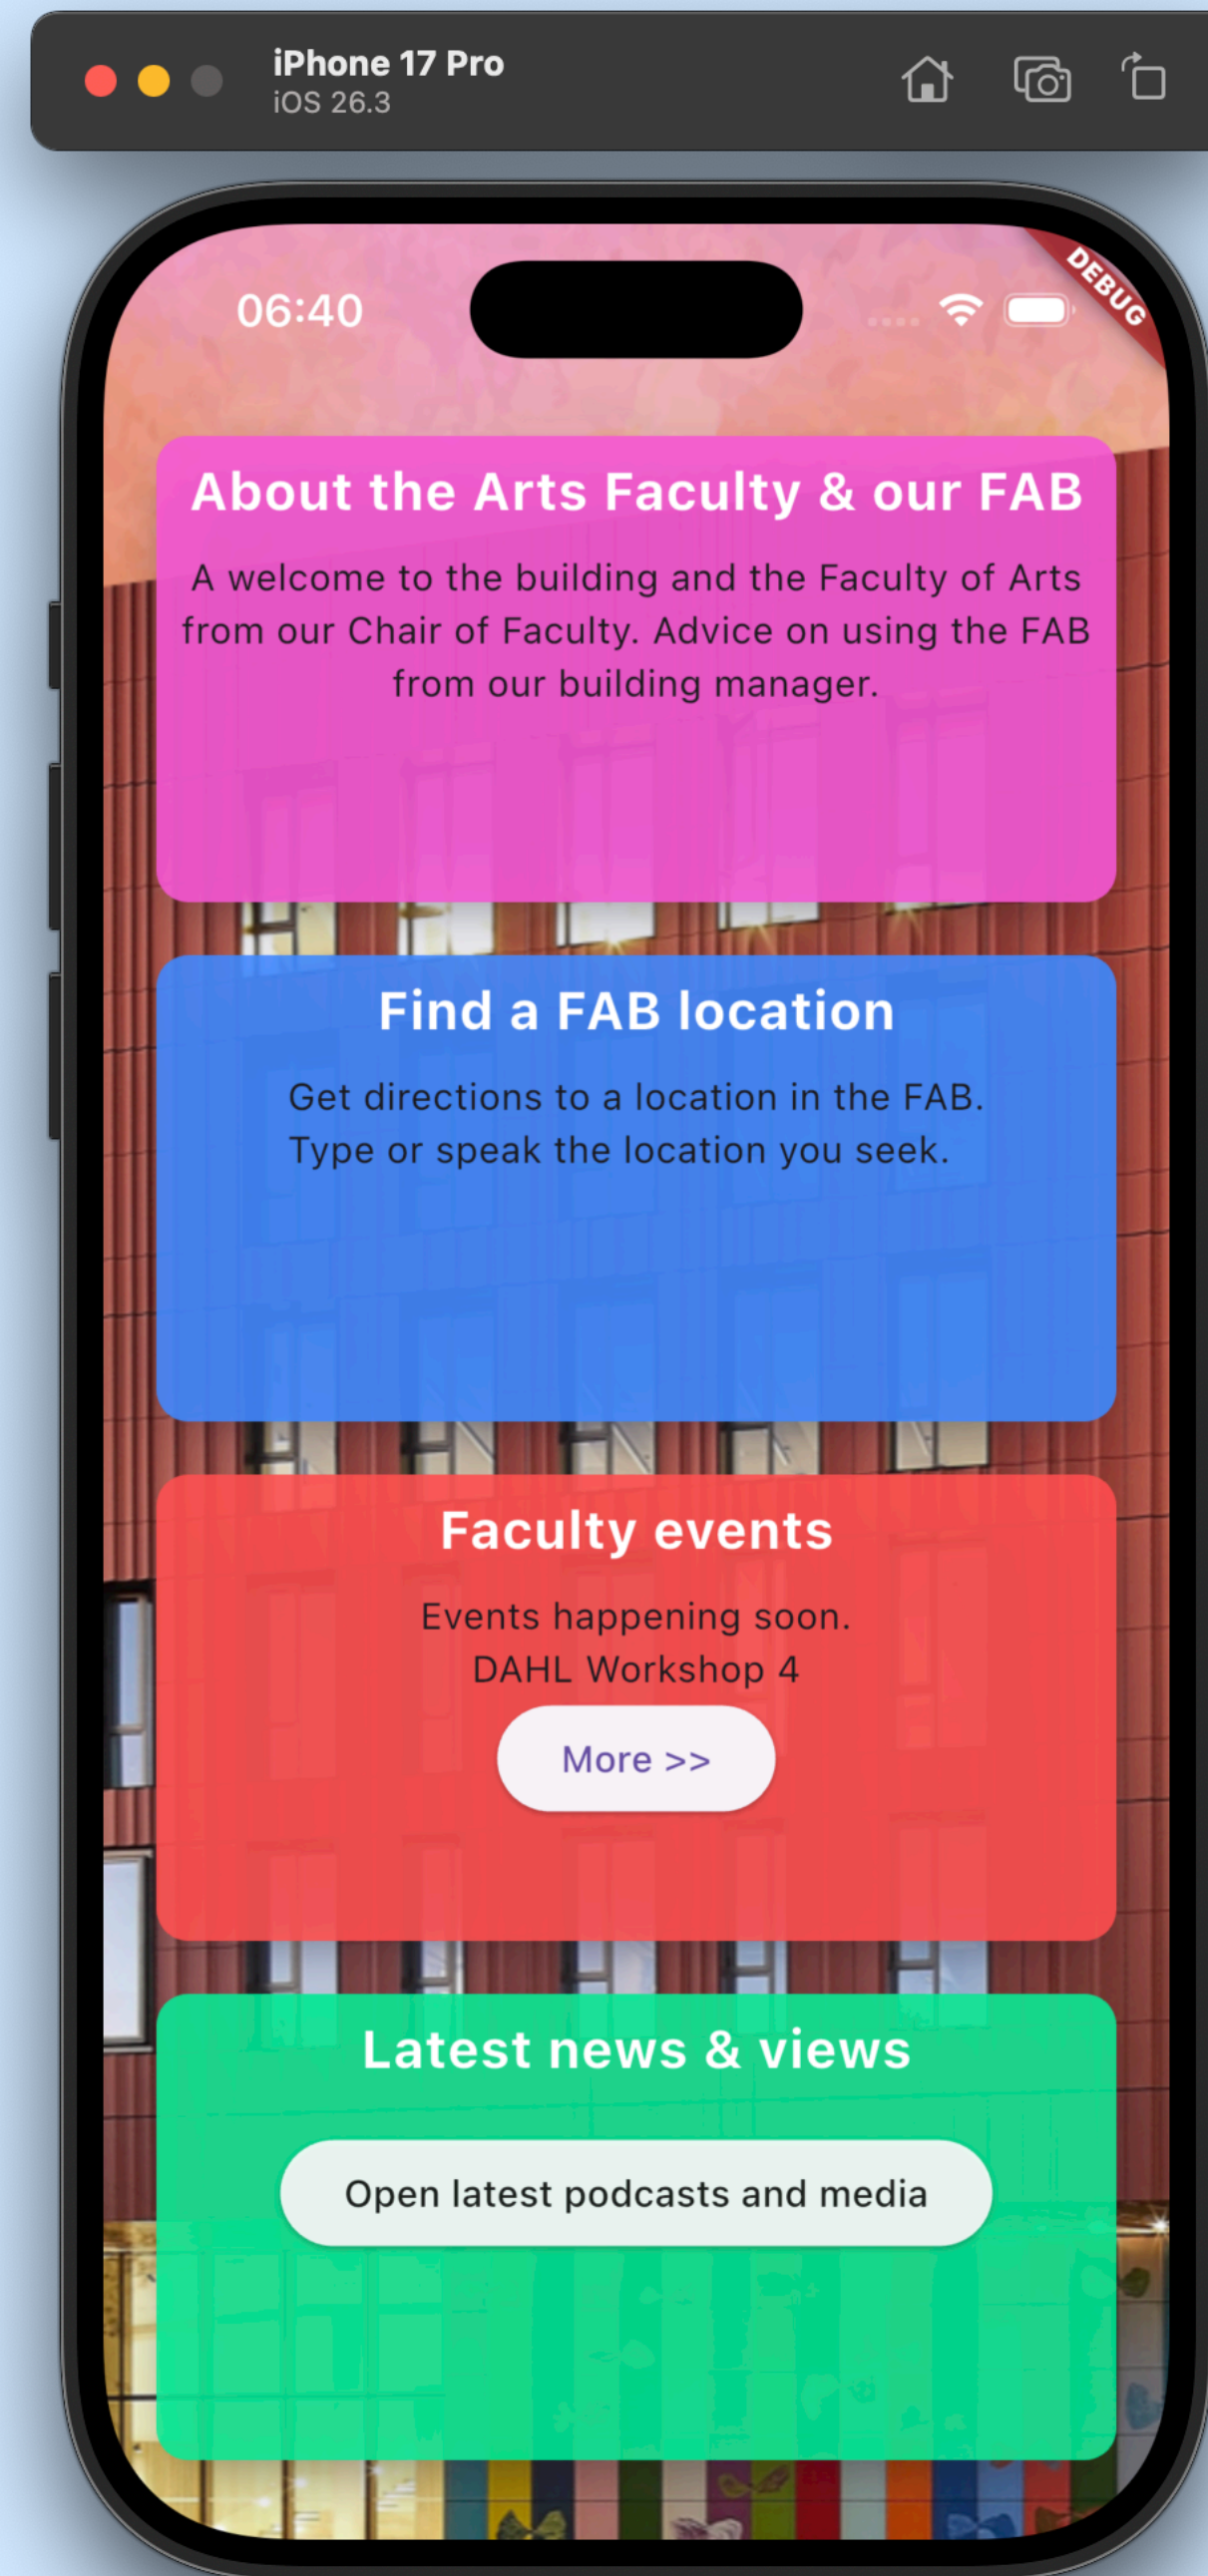 iPhone 17 Pro
iOS 26.3
06:40
DEBUG
About the Arts Faculty & our FAB
A welcome to the building and the Faculty of Arts
from our Chair of Faculty. Advice on using the FAB
from our building manager.
Find a FAB location
Get directions to a location in the FAB.
Type or speak the location you seek.
Faculty events
Events happening soon.
DAHL Workshop 4
More >>
Latest news & views
Open latest podcasts and media